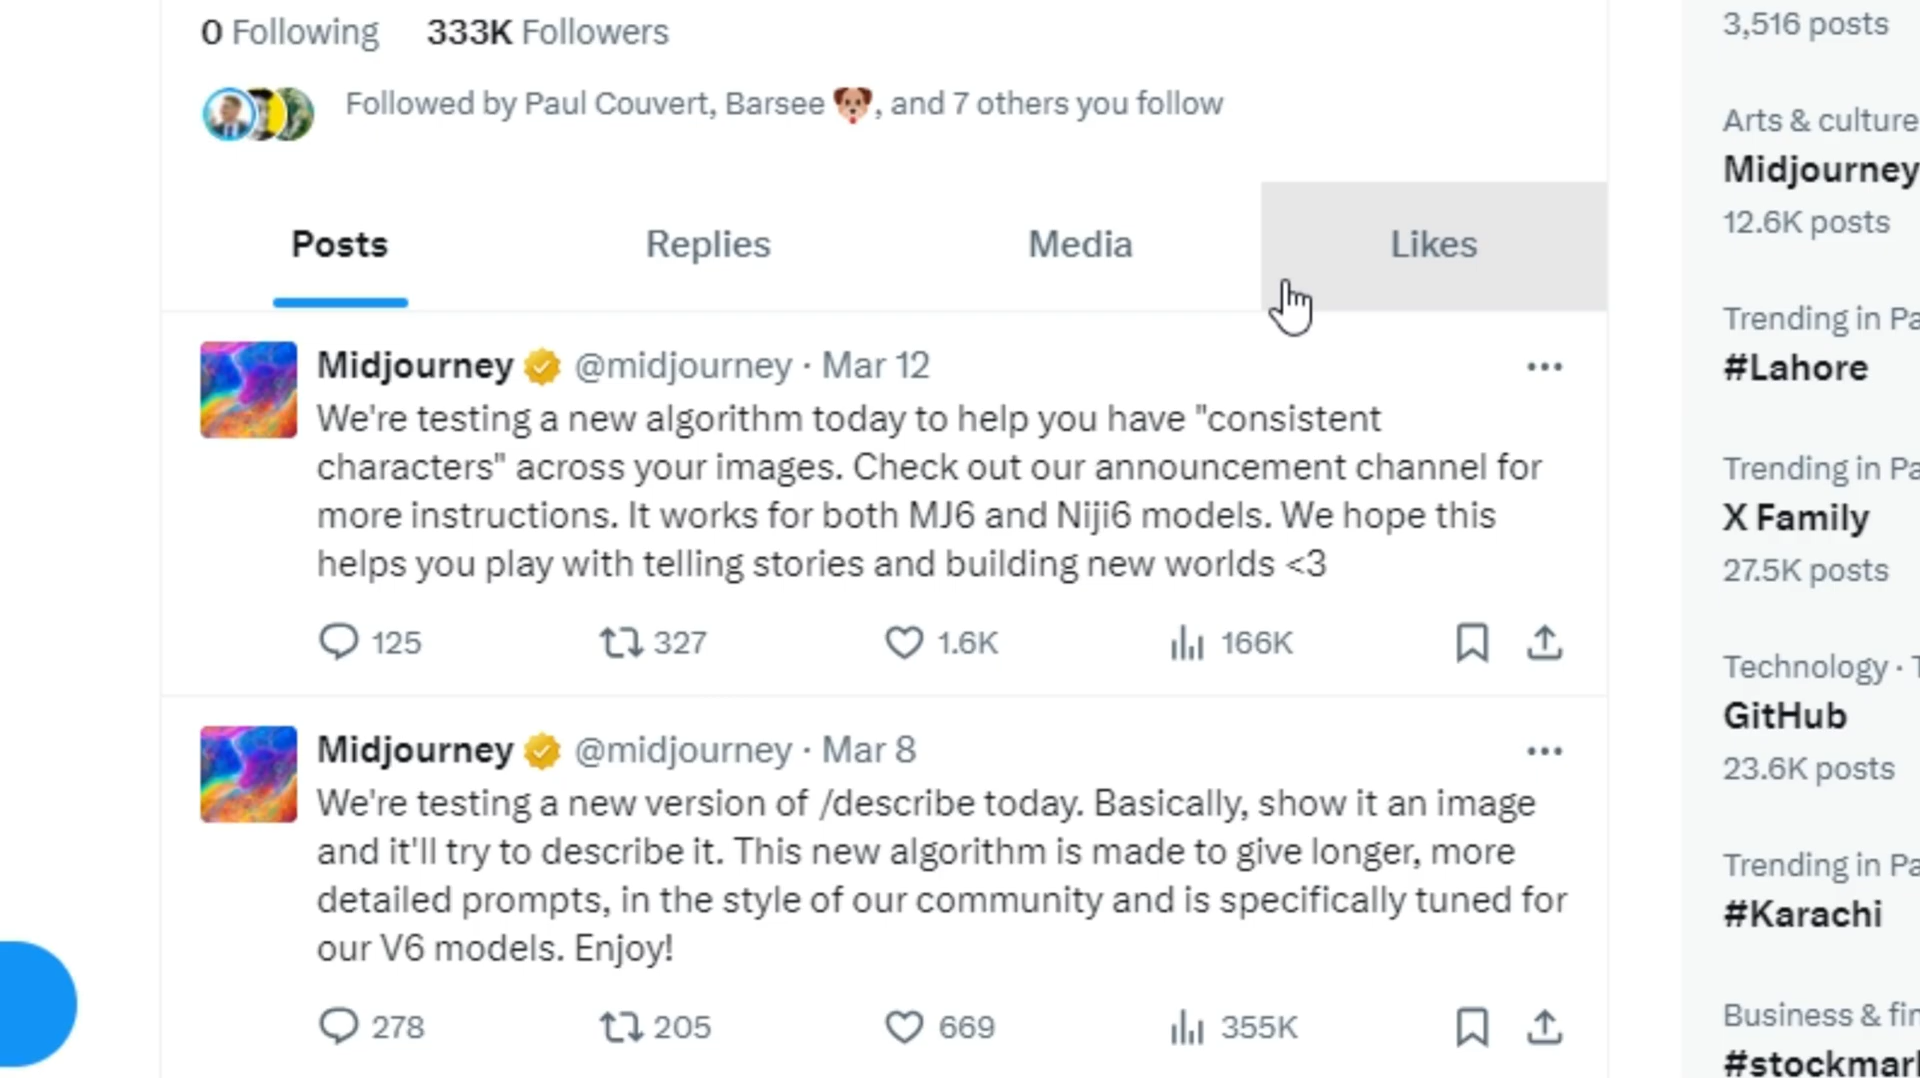 0 Following 333K Followers
Followed by Paul Couvert, Barsee 🐶, and 7 others you follow
Posts Replies Media Likes
Midjourney @midjourney · Mar 12
We're testing a new algorithm today to help you have "consistent
characters" across your images. Check out our announcement channel for
more instructions. It works for both MJ6 and Niji6 models. We hope this
helps you play with telling stories and building new worlds <3
125 327 1.6K 166K
Midjourney @midjourney · Mar 8
We're testing a new version of /describe today. Basically, show it an image
and it'll try to describe it. This new algorithm is made to give longer, more
detailed prompts, in the style of our community and is specifically tuned for
our V6 models. Enjoy!
278 205 669 355K
3,516 posts
Arts & culture
Midjourney
12.6K posts
Trending in Pa
#Lahore
Trending in Pa
X Family
27.5K posts
Technology · T
GitHub
23.6K posts
Trending in Pa
#Karachi
Business & fin
#stockmark